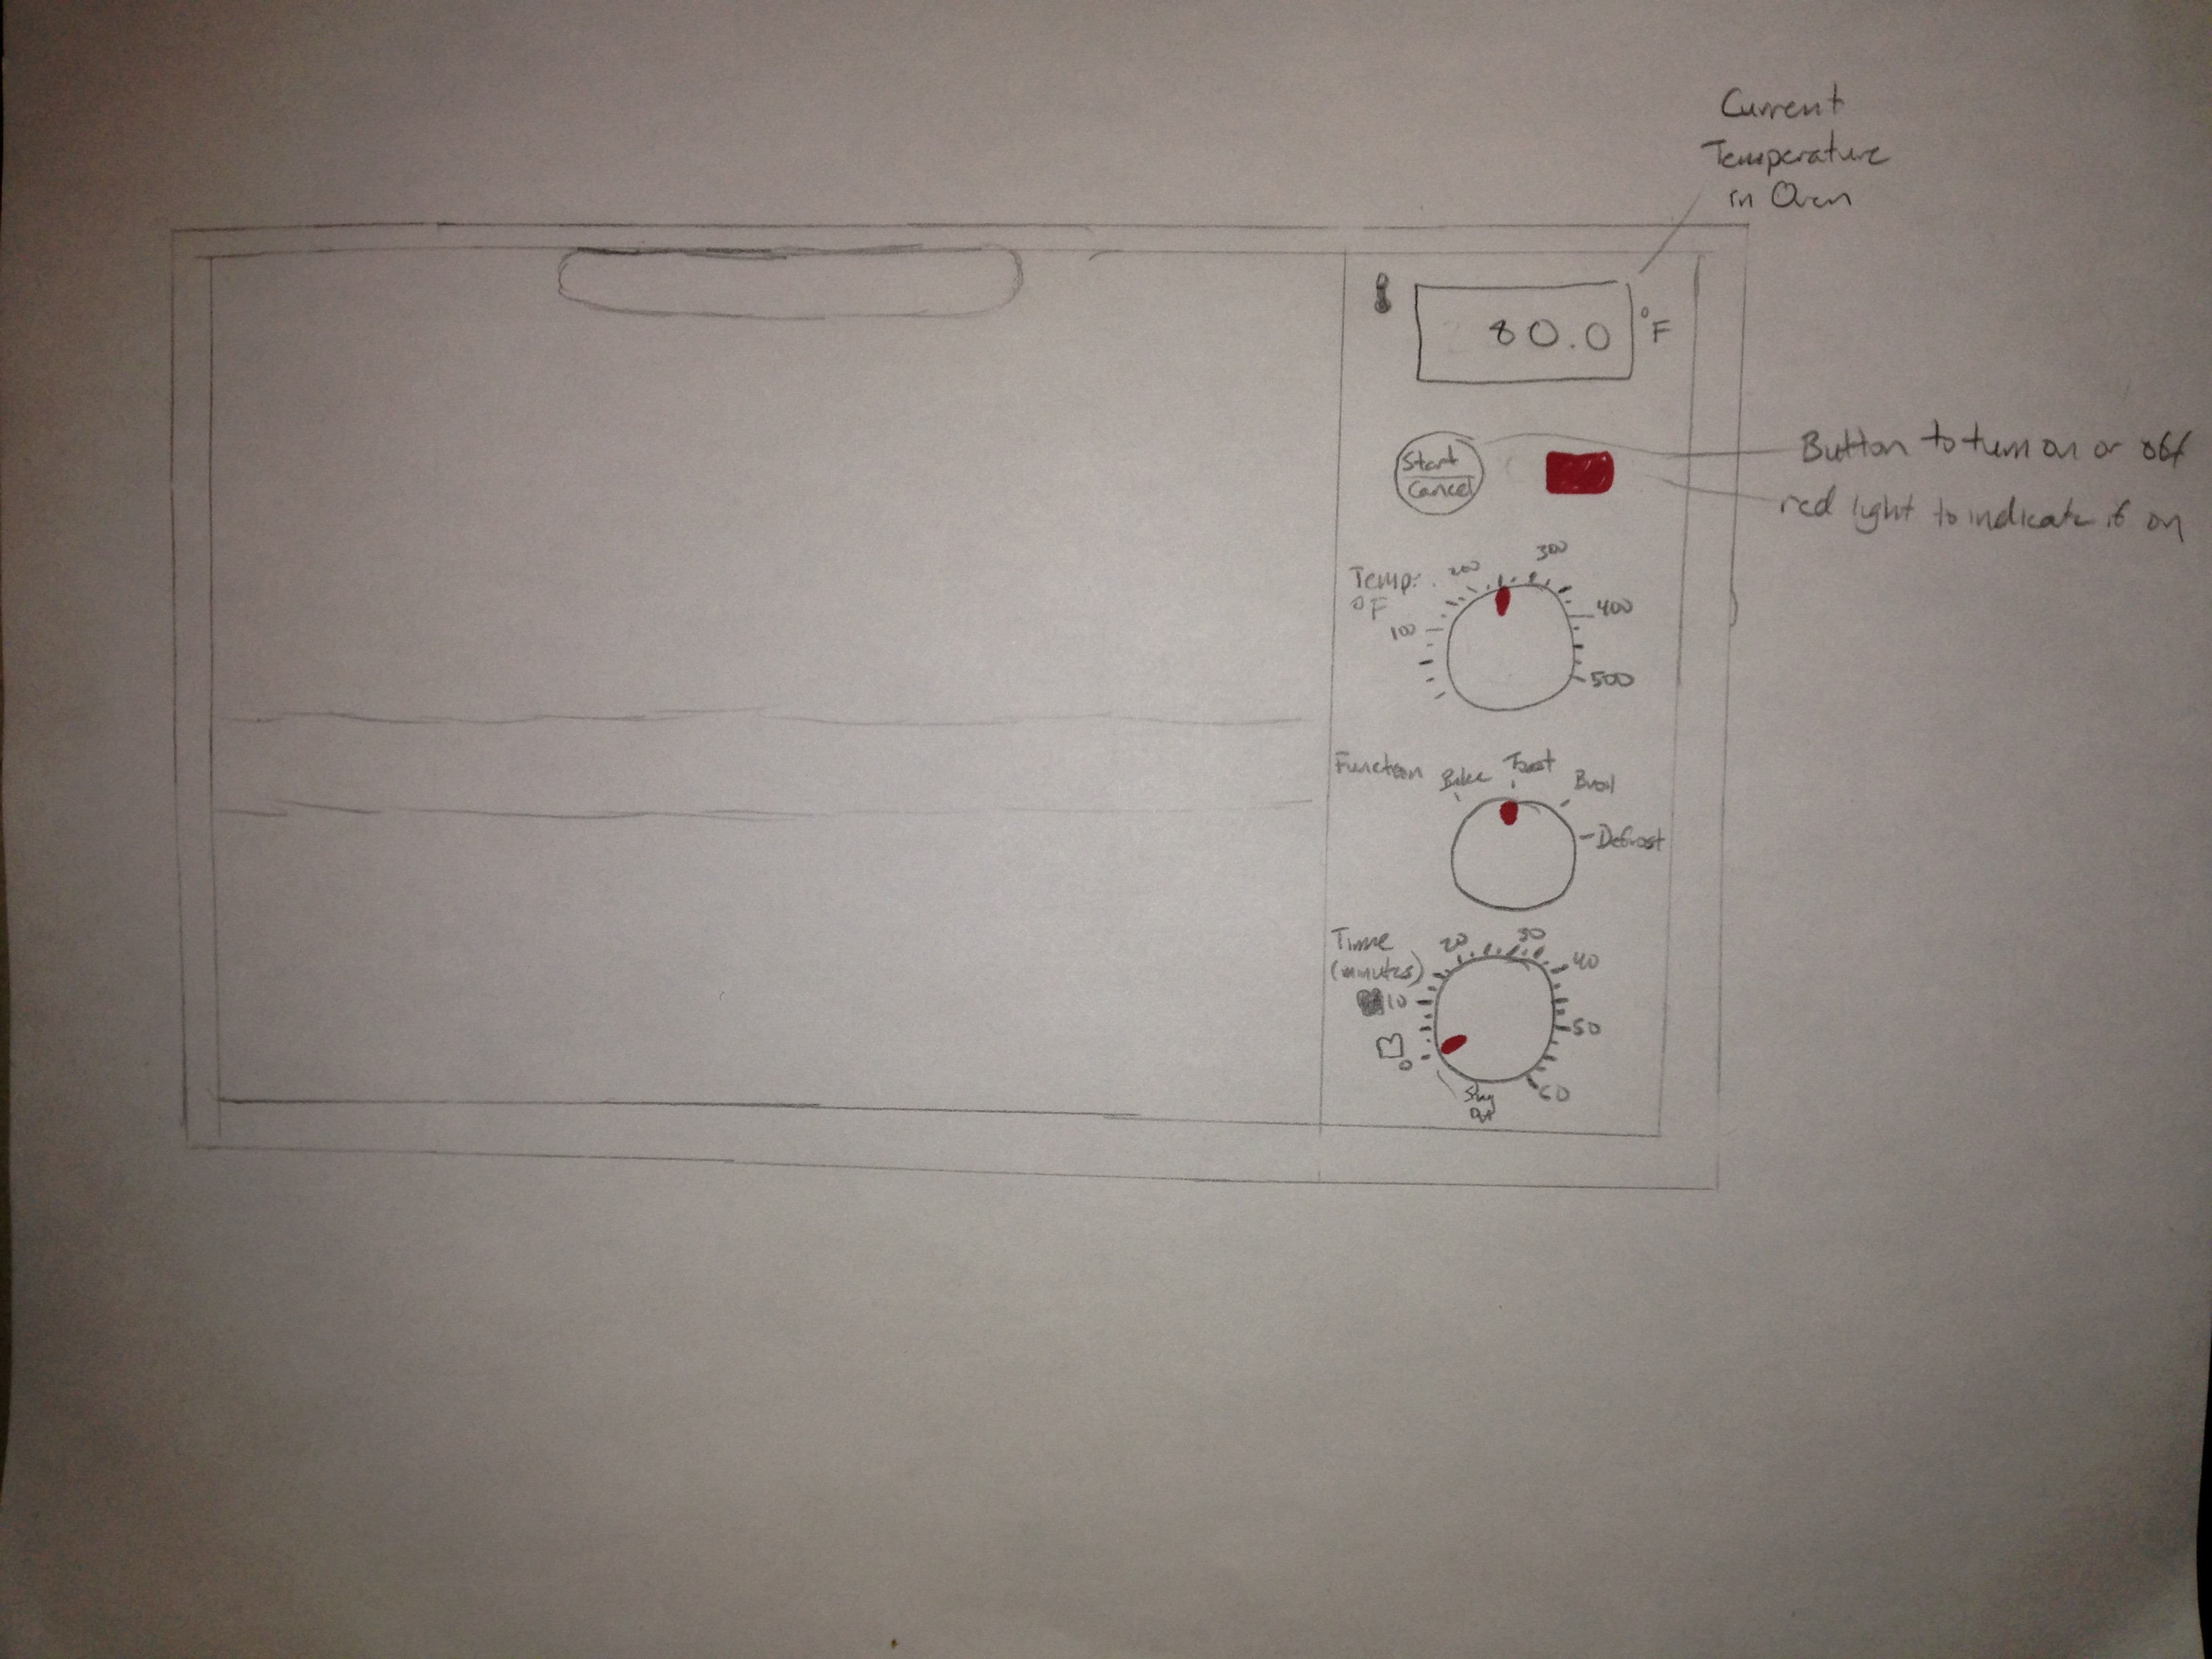 Current
Temperature
in Oven
80.0 °F
Start
Cancel
Button to turn on or off
red light to indicate if on
Temp:
°F
100
200
300
400
500
Function
Bake
Toast
Broil
Defrost
Time
(minutes)
0
10
20
30
40
50
60
Stay